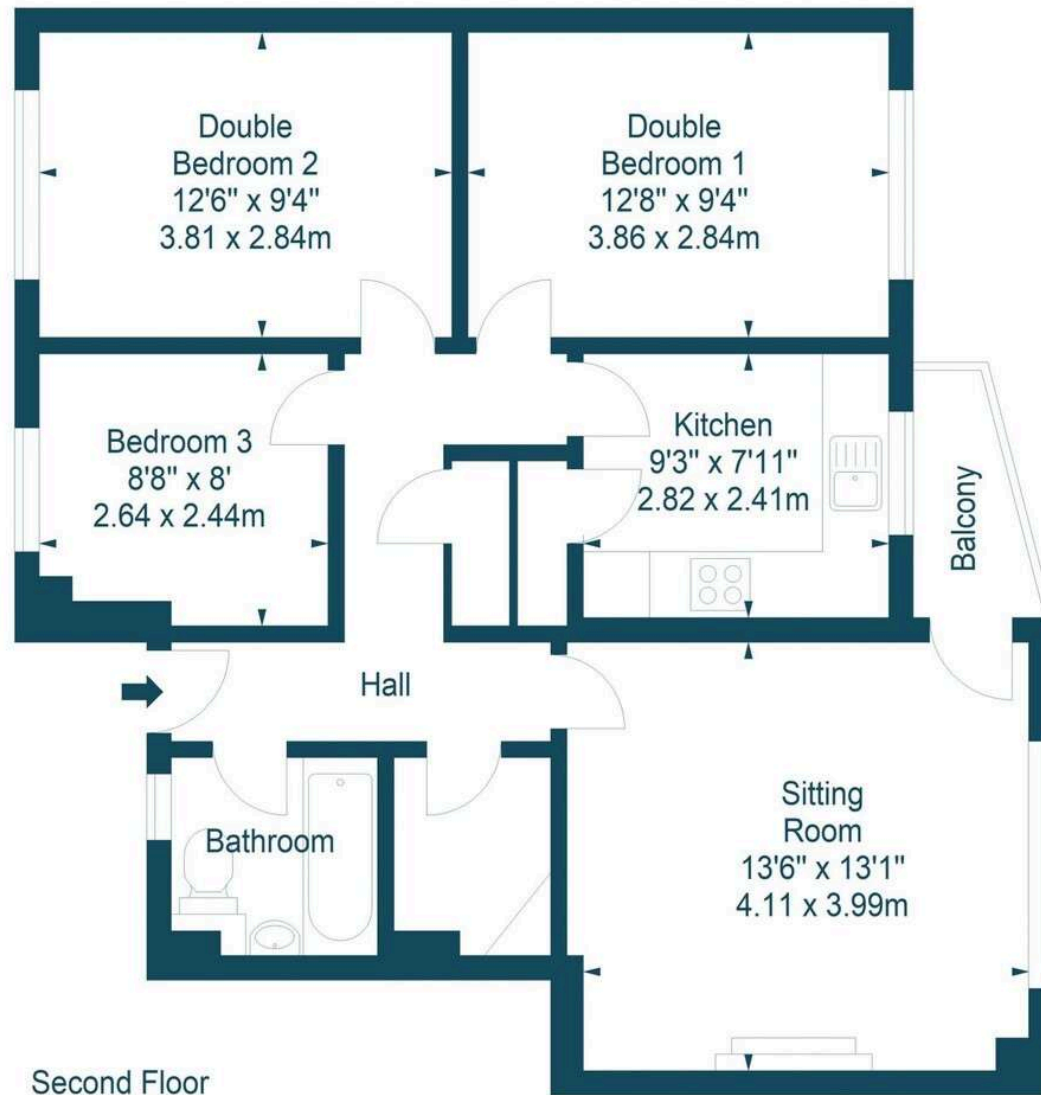 Double
Bedroom 2
12'6" x 9'4"
3.81 x 2.84m
Double
Bedroom 1
12'8" x 9'4"
3.86 x 2.84m
Bedroom 3
8'8" x 8'
2.64 x 2.44m
Kitchen
9'3" x 7'11"
2.82 x 2.41m
Balcony
Hall
Bathroom
Sitting
Room
13'6" x 13'1"
4.11 x 3.99m
Second Floor